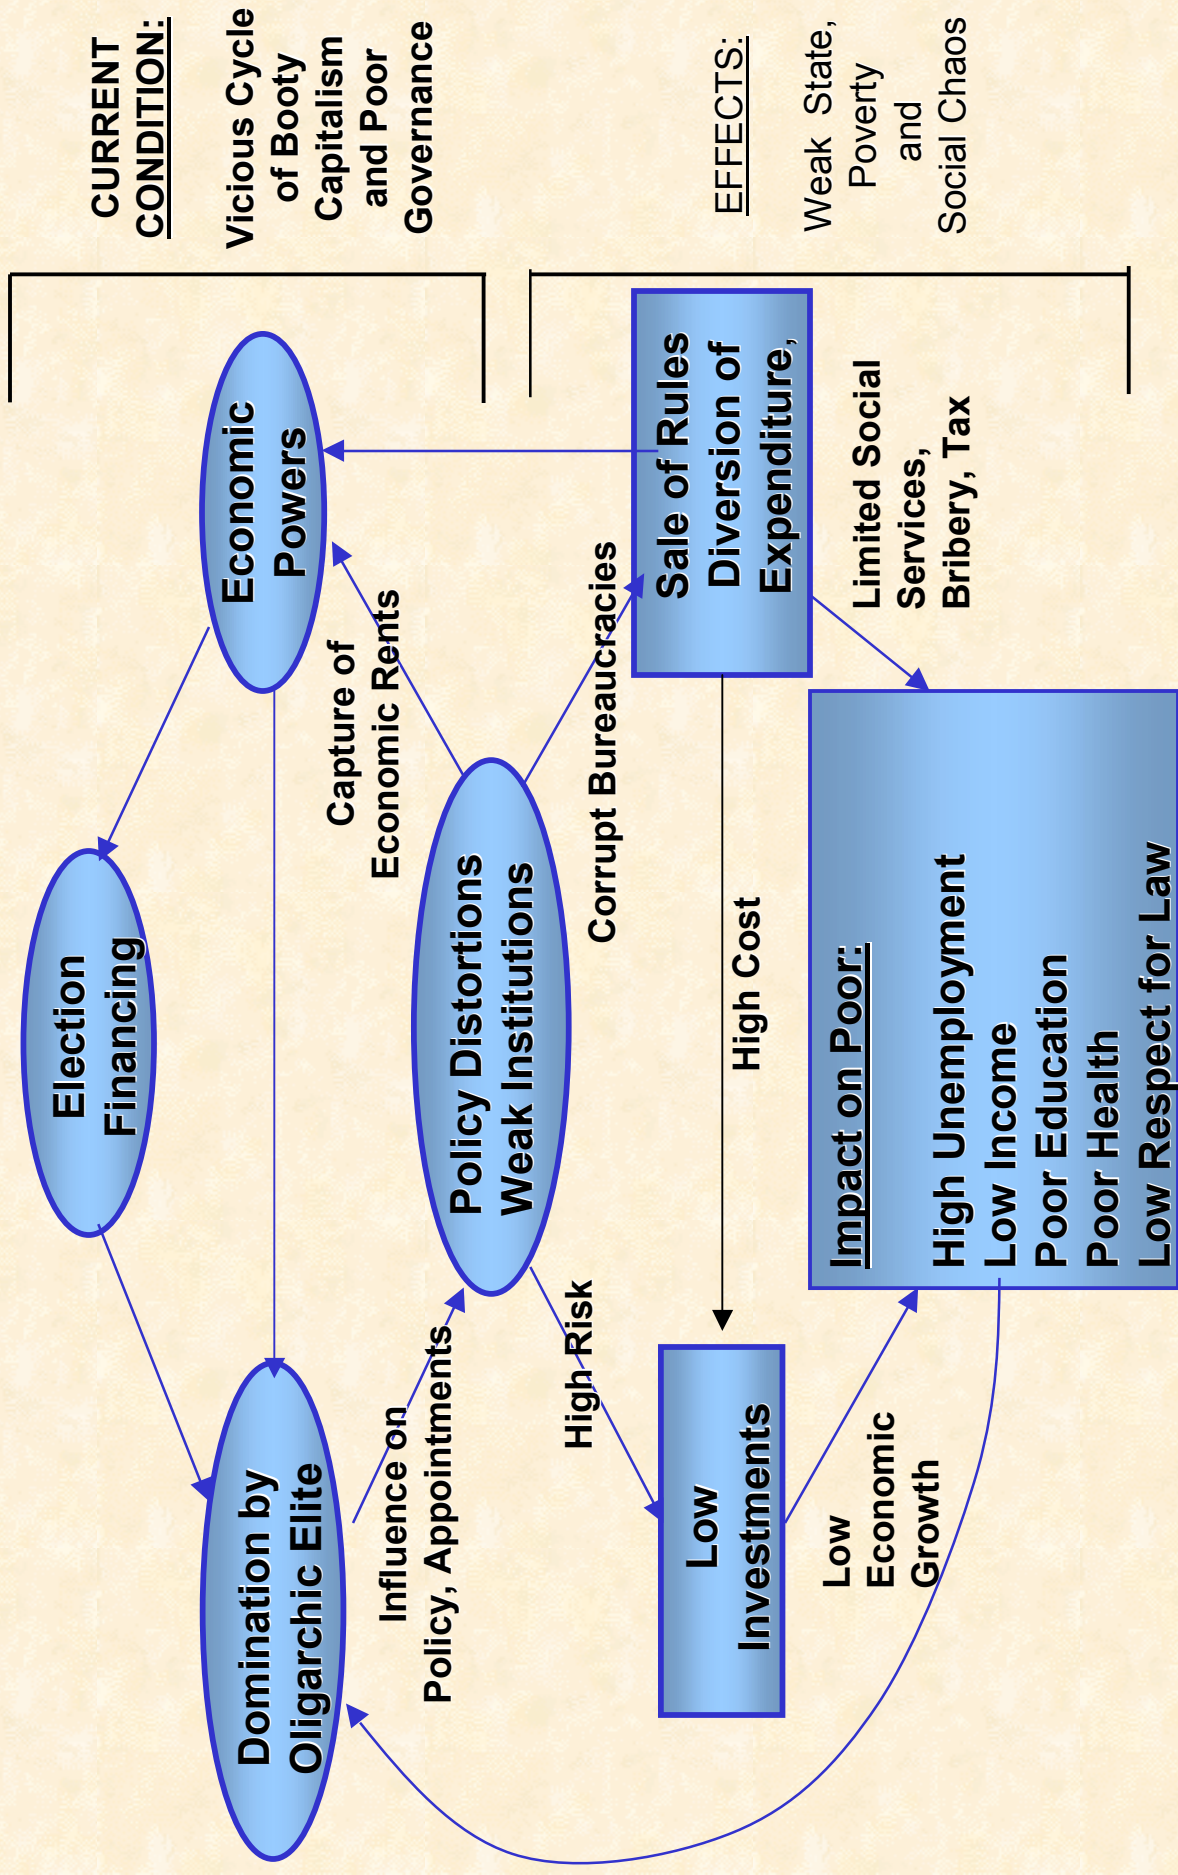 Election
Financing
CURRENT
CONDITION:
Vicious Cycle
of Booty
Capitalism
and Poor
Governance
Domination by
Oligarchic Elite
Economic
Powers
Influence on
Policy, Appointments
Capture of
Economic Rents
Policy Distortions
Weak Institutions
High Risk
Corrupt Bureaucracies
Low
Investments
High Cost
Sale of Rules
Diversion of
Expenditure,
EFFECTS:
Weak State,
Poverty
and
Social Chaos
Low
Economic
Growth
Impact on Poor:
High Unemployment
Low Income
Poor Education
Poor Health
Low Respect for Law
Limited Social
Services,
Bribery, Tax